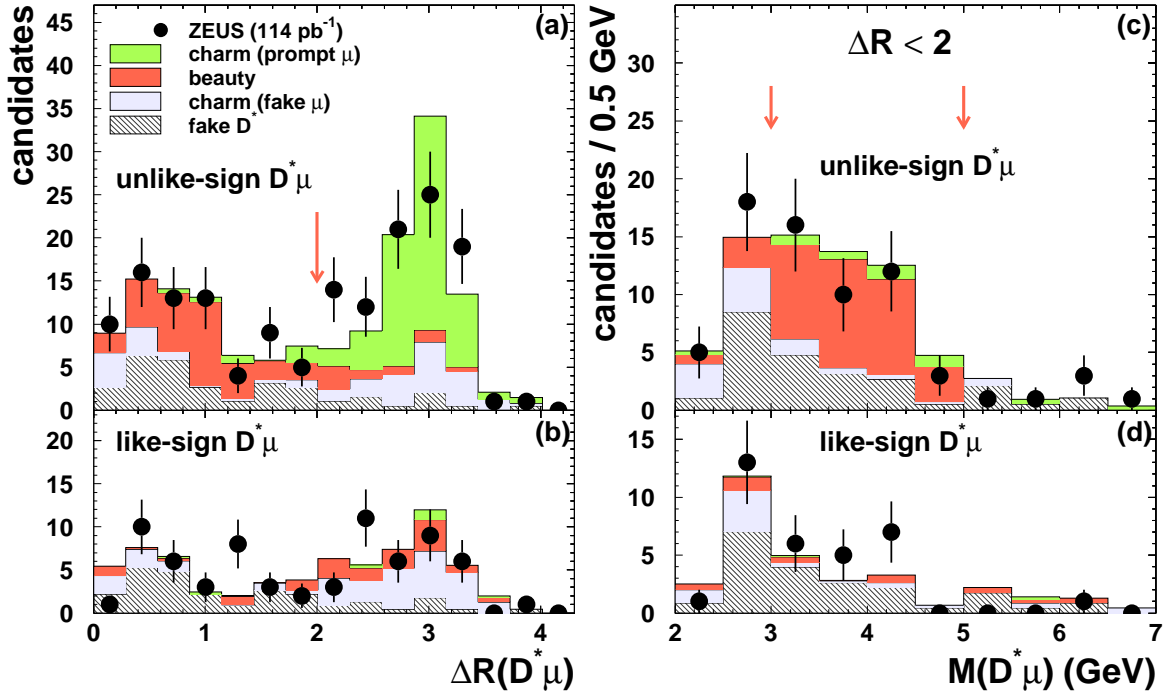 candidates
45
40
35
30
25
20
15
10
5
0
(a)
ZEUS (114 pb⁻¹)
charm (prompt μ)
beauty
charm (fake μ)
fake D*
unlike-sign D*μ
20
15
10
5
0
(b)
like-sign D*μ
0 1 2 3 4
ΔR(D*μ)
candidates / 0.5 GeV
30
25
20
15
10
5
0
(c)
ΔR < 2
unlike-sign D*μ
15
10
5
0
(d)
like-sign D*μ
2 3 4 5 6 7
M(D*μ) (GeV)